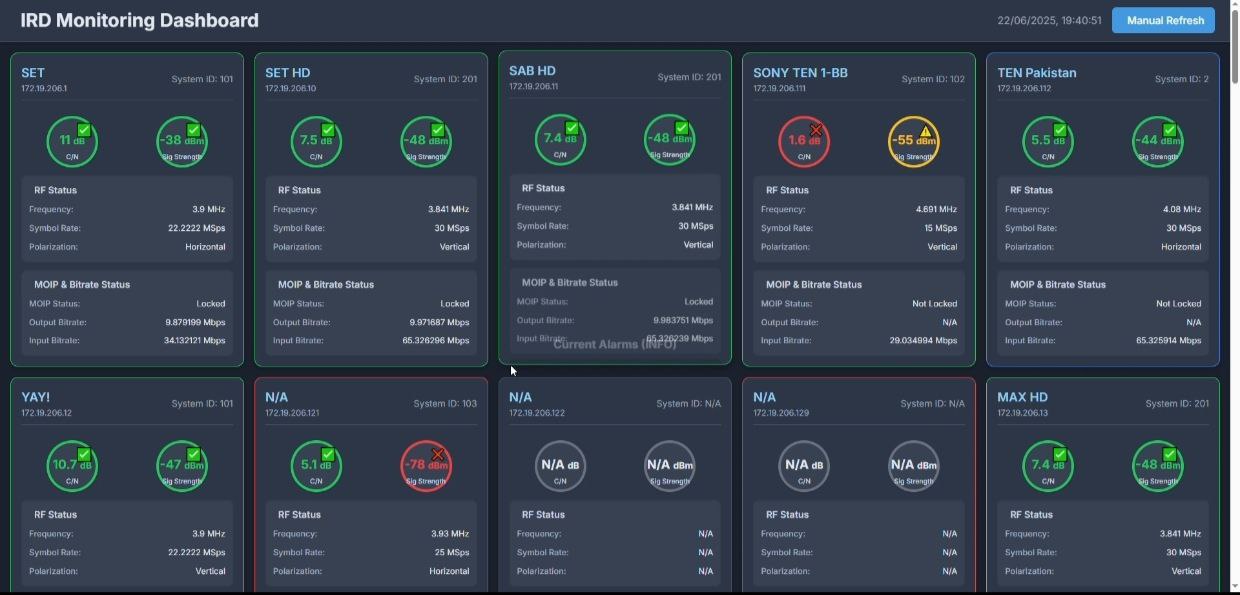 IRD Monitoring Dashboard
22/06/2025, 19:40:51
Manual Refresh
SET
System ID: 101
172.19.206.1
11 dB
C/N
-38 dBm
Sig Strength
RF Status
Frequency: 3.9 MHz
Symbol Rate: 22.2222 MSps
Polarization: Horizontal
MOIP & Bitrate Status
MOIP Status: Locked
Output Bitrate: 9.879199 Mbps
Input Bitrate: 34.132121 Mbps
SET HD
System ID: 201
172.19.206.10
7.5 dB
C/N
-48 dBm
Sig Strength
RF Status
Frequency: 3.841 MHz
Symbol Rate: 30 MSps
Polarization: Vertical
MOIP & Bitrate Status
MOIP Status: Locked
Output Bitrate: 9.971687 Mbps
Input Bitrate: 65.326296 Mbps
SAB HD
System ID: 201
172.19.206.11
7.4 dB
C/N
-48 dBm
Sig Strength
RF Status
Frequency: 3.841 MHz
Symbol Rate: 30 MSps
Polarization: Vertical
MOIP & Bitrate Status
MOIP Status: Locked
Output Bitrate: 9.983751 Mbps
Input Bitrate: 65.326239 Mbps
Current Alarms (INFO)
SONY TEN 1-BB
System ID: 102
172.19.206.111
1.6 dB
C/N
-55 dBm
Sig Strength
RF Status
Frequency: 4.691 MHz
Symbol Rate: 15 MSps
Polarization: Vertical
MOIP & Bitrate Status
MOIP Status: Not Locked
Output Bitrate: N/A
Input Bitrate: 29.034994 Mbps
TEN Pakistan
System ID: 2
172.19.206.112
5.5 dB
C/N
-44 dBm
Sig Strength
RF Status
Frequency: 4.08 MHz
Symbol Rate: 30 MSps
Polarization: Horizontal
MOIP & Bitrate Status
MOIP Status: Not Locked
Output Bitrate: N/A
Input Bitrate: 65.325914 Mbps
YAY!
System ID: 101
172.19.206.12
10.7 dB
C/N
-47 dBm
Sig Strength
RF Status
Frequency: 3.9 MHz
Symbol Rate: 22.2222 MSps
Polarization: Vertical
N/A
System ID: 103
172.19.206.121
5.1 dB
C/N
-78 dBm
Sig Strength
RF Status
Frequency: 3.93 MHz
Symbol Rate: 25 MSps
Polarization: Horizontal
N/A
System ID: N/A
172.19.206.122
N/A dB
C/N
N/A dBm
Sig Strength
RF Status
Frequency: N/A
Symbol Rate: N/A
Polarization: N/A
N/A
System ID: N/A
172.19.206.129
N/A dB
C/N
N/A dBm
Sig Strength
RF Status
Frequency: N/A
Symbol Rate: N/A
Polarization: N/A
MAX HD
System ID: 201
172.19.206.13
7.4 dB
C/N
-48 dBm
Sig Strength
RF Status
Frequency: 3.841 MHz
Symbol Rate: 30 MSps
Polarization: Vertical